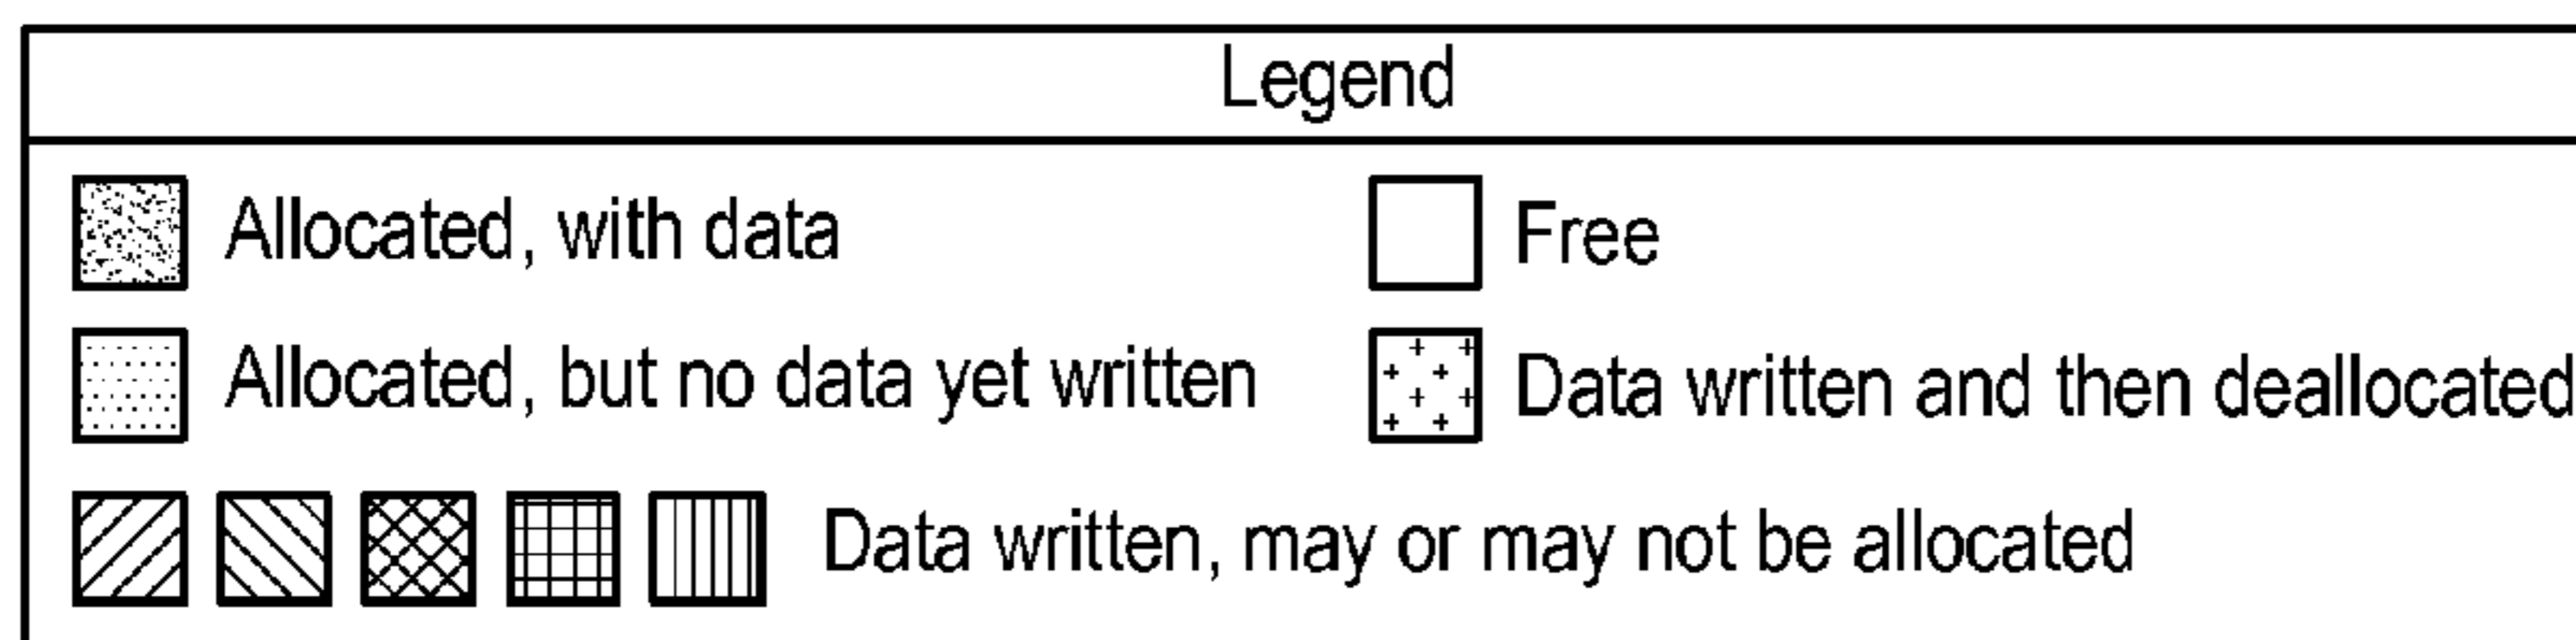 Legend
Allocated, with data
Free
Allocated, but no data yet written
Data written and then deallocated
Data written, may or may not be allocated